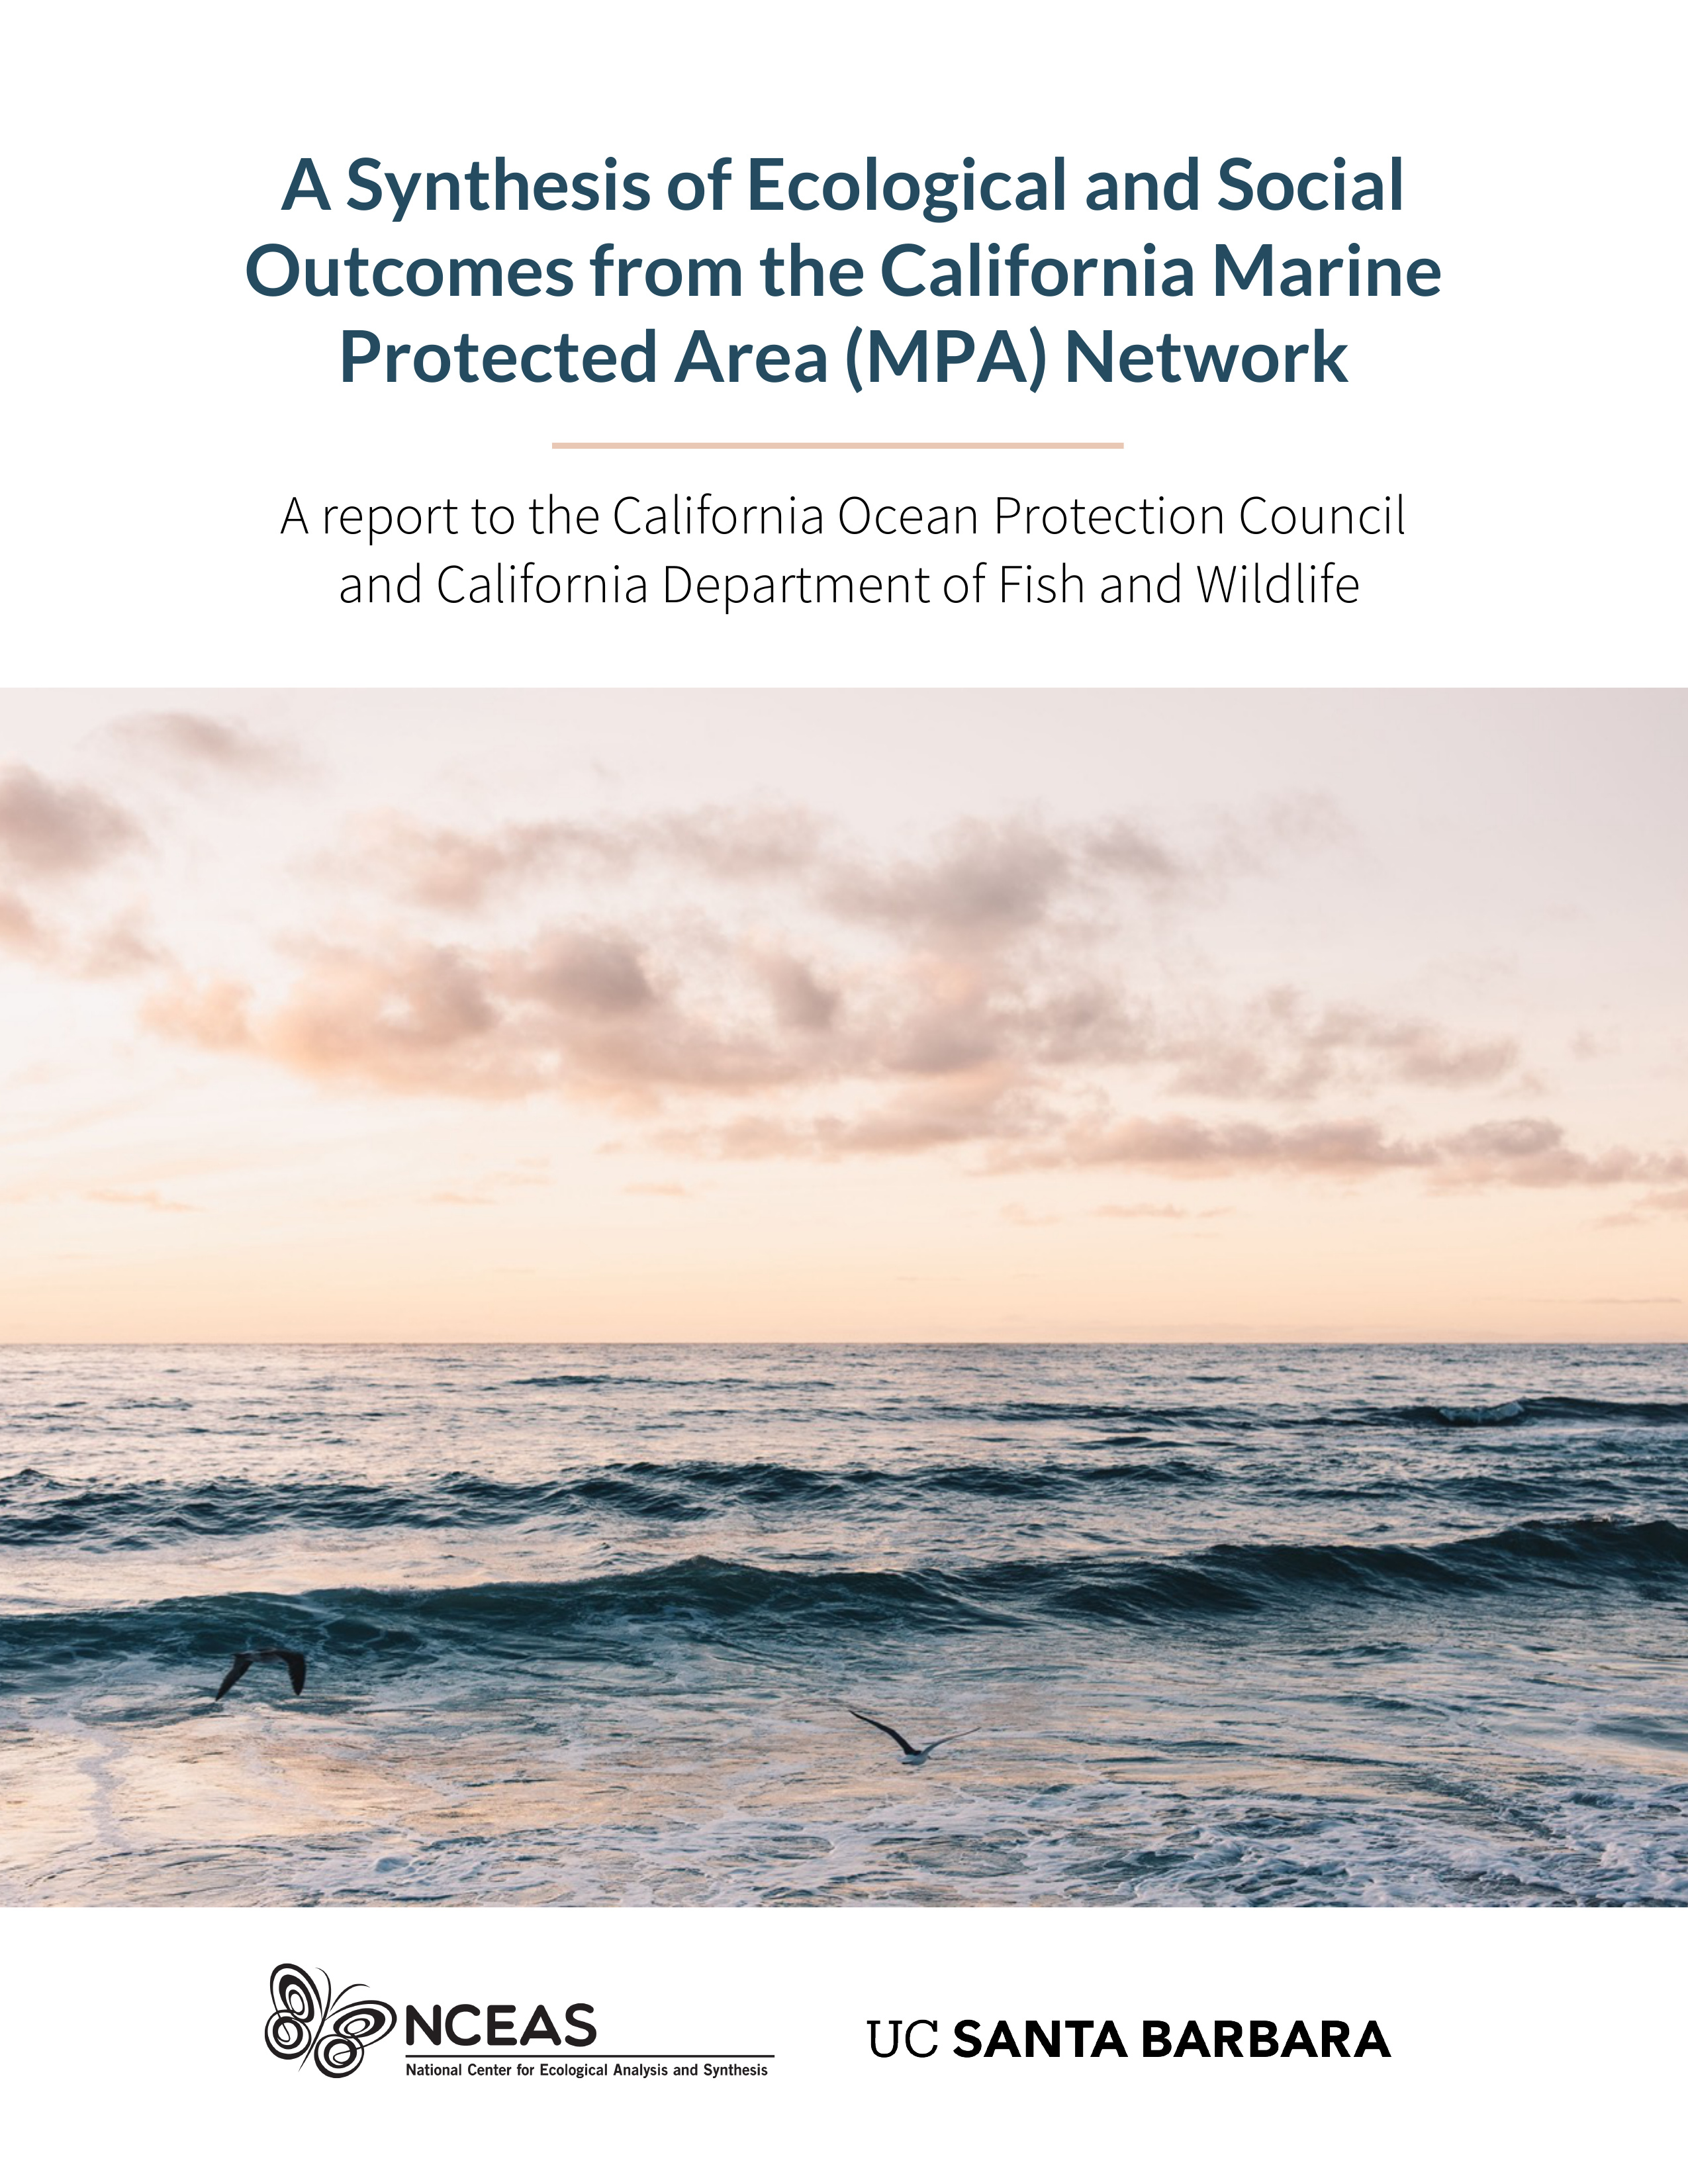 A Synthesis of Ecological and Social
Outcomes from the California Marine
Protected Area (MPA) Network
A report to the California Ocean Protection Council
and California Department of Fish and Wildlife
NCEAS
National Center for Ecological Analysis and Synthesis
UC SANTA BARBARA